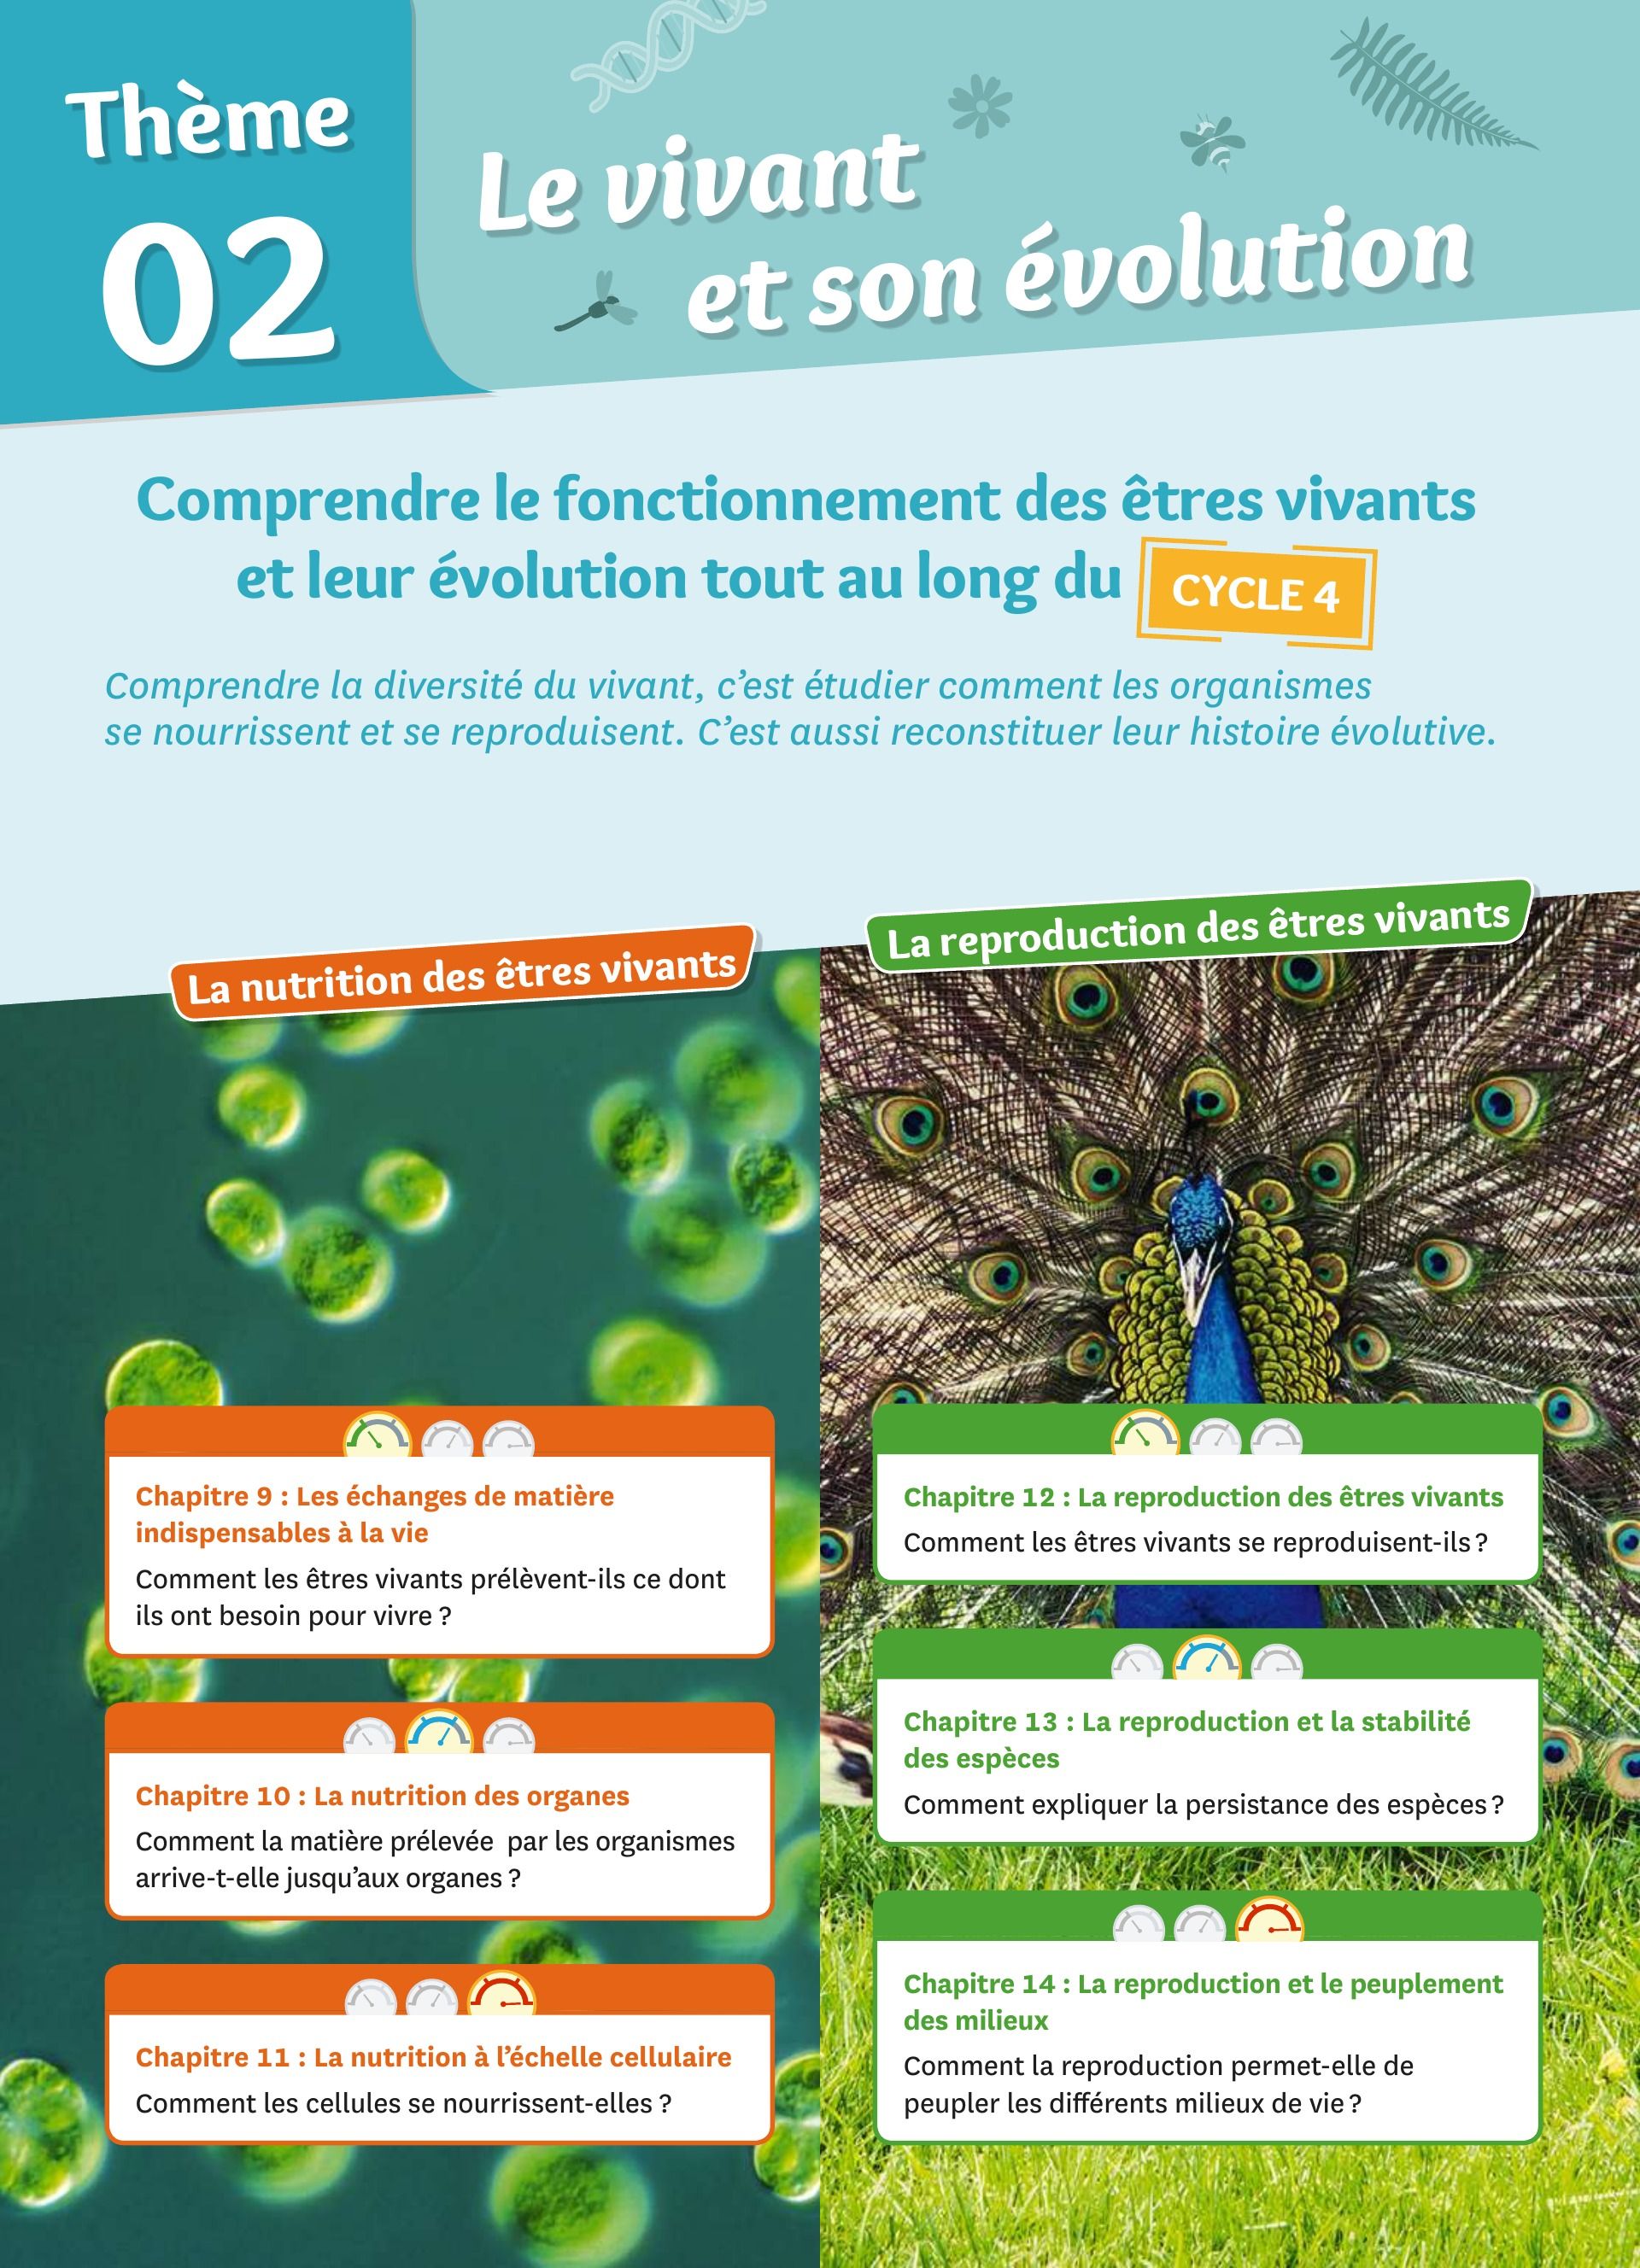 Thème
02
Le vivant
et son évolution
Comprendre le fonctionnement des êtres vivants
et leur évolution tout au long du CYCLE 4
Comprendre la diversité du vivant, c’est étudier comment les organismes
se nourrissent et se reproduisent. C’est aussi reconstituer leur histoire évolutive.
La nutrition des êtres vivants
Chapitre 9 : Les échanges de matière
indispensables à la vie
Comment les êtres vivants prélèvent-ils ce dont
ils ont besoin pour vivre ?
Chapitre 10 : La nutrition des organes
Comment la matière prélevée  par les organismes
arrive-t-elle jusqu’aux organes ?
Chapitre 11 : La nutrition à l’échelle cellulaire
Comment les cellules se nourrissent-elles ?
La reproduction des êtres vivants
Chapitre 12 : La reproduction des êtres vivants
Comment les êtres vivants se reproduisent-ils ?
Chapitre 13 : La reproduction et la stabilité
des espèces
Comment expliquer la persistance des espèces ?
Chapitre 14 : La reproduction et le peuplement
des milieux
Comment la reproduction permet-elle de
peupler les différents milieux de vie ?